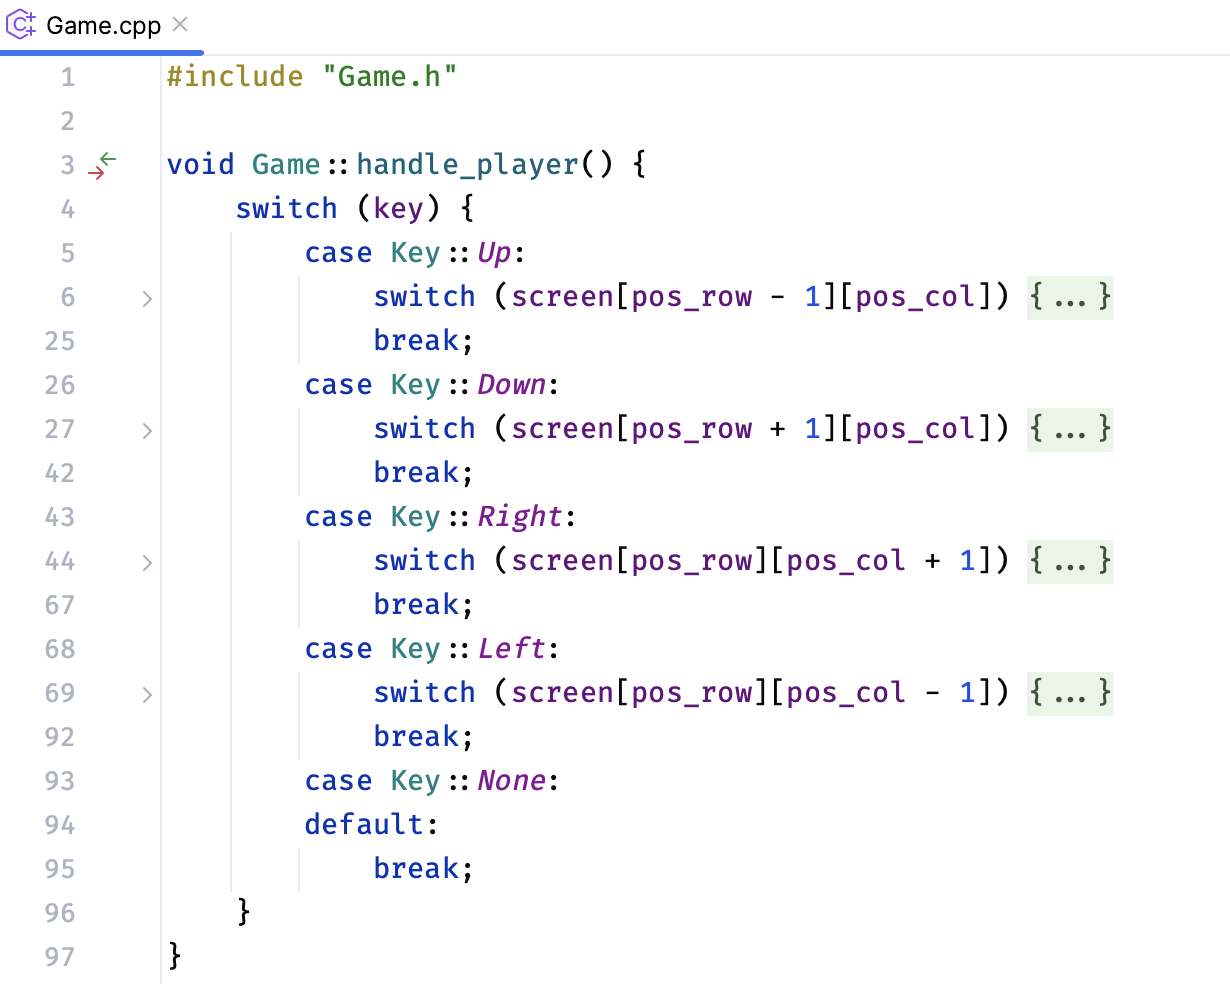 Game.cpp
1 #include "Game.h"
2
3 void Game::handle_player() {
4 switch (key) {
5 case Key::Up:
6 switch (screen[pos_row - 1][pos_col]) {...}
25 break;
26 case Key::Down:
27 switch (screen[pos_row + 1][pos_col]) {...}
42 break;
43 case Key::Right:
44 switch (screen[pos_row][pos_col + 1]) {...}
67 break;
68 case Key::Left:
69 switch (screen[pos_row][pos_col - 1]) {...}
92 break;
93 case Key::None:
94 default:
95 break;
96 }
97 }